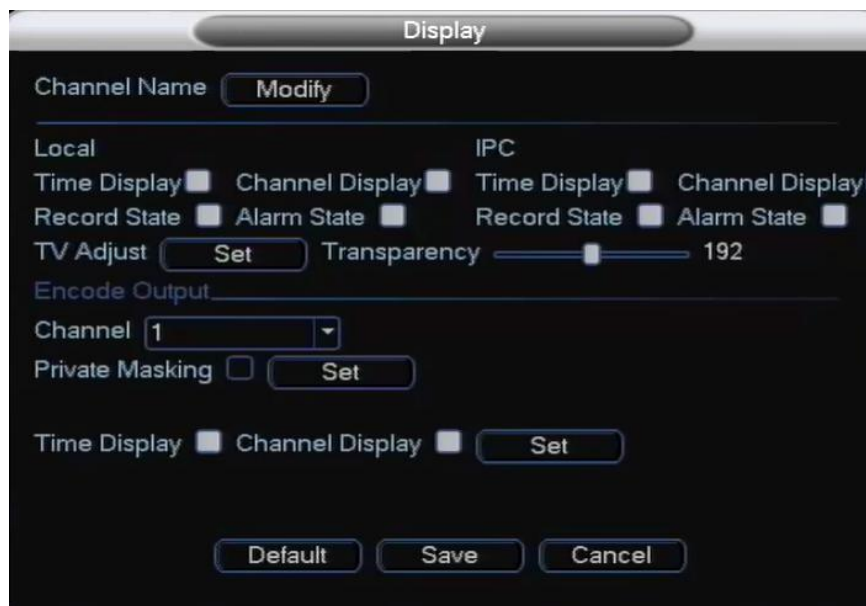 Display
Channel Name Modify
Local IPC
Time Display Channel Display Time Display Channel Display
Record State Alarm State Record State Alarm State
TV Adjust Set Transparency 192
Encode Output
Channel 1
Private Masking Set
Time Display Channel Display Set
Default Save Cancel